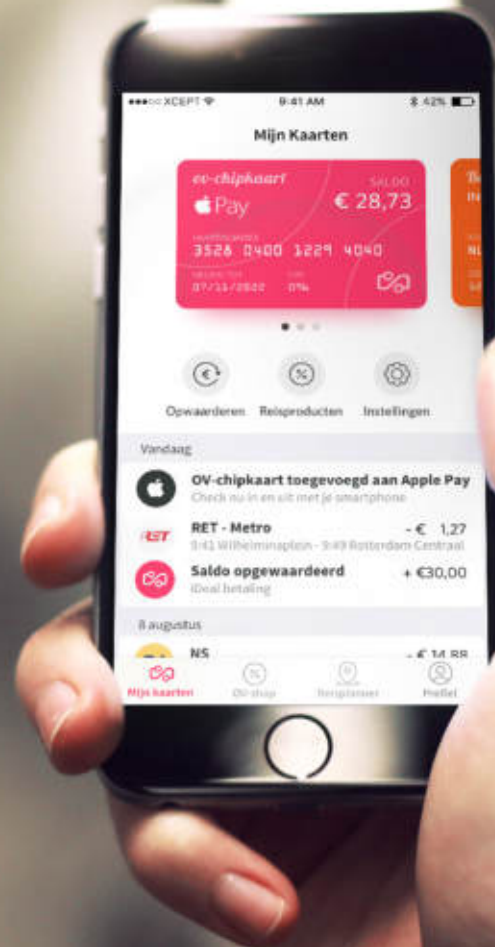 XCEPT 9:41 AM 42%
Mijn Kaarten
ov-chipkaart SALDO
Pay € 28,73
3528 0400 1229 4040
07/11/2022 0%
Opwaarderen Reisproducten Instellingen
Vandaag
OV-chipkaart toegevoegd aan Apple Pay
Check nu in en uit met je smartphone
RET RET - Metro - € 1,27
9:41 Wilhelminaplein - 9:49 Rotterdam Centraal
Saldo opgewaardeerd + €30,00
iDeal betaling
8 augustus
NS - € 14,88
Mijn kaarten OV-shop Reisplanner Profiel